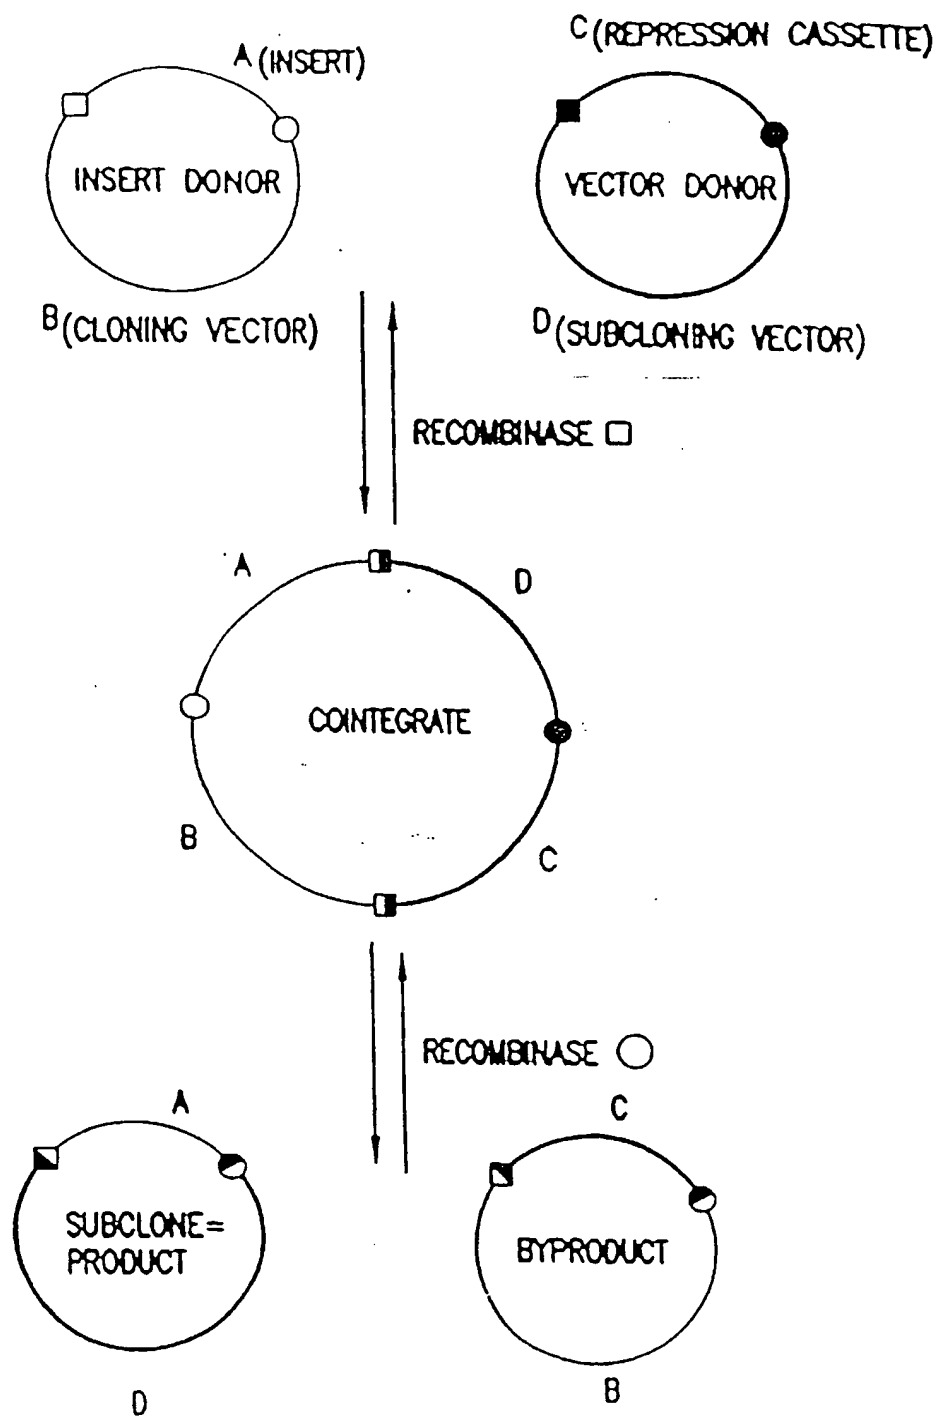 A (INSERT)
C (REPRESSION CASSETTE)
INSERT DONOR
VECTOR DONOR
B (CLONING VECTOR)
D (SUBCLONING VECTOR)
RECOMBINASE
A
D
COINTEGRATE
B
C
RECOMBINASE
A
C
SUBCLONE=
PRODUCT
BYPRODUCT
D
B